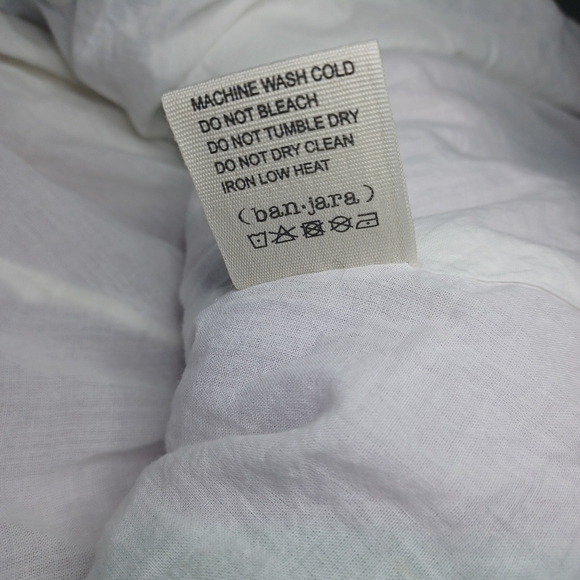 MACHINE WASH COLD
DO NOT BLEACH
DO NOT TUMBLE DRY
DO NOT DRY CLEAN
IRON LOW HEAT
(ban·jara)